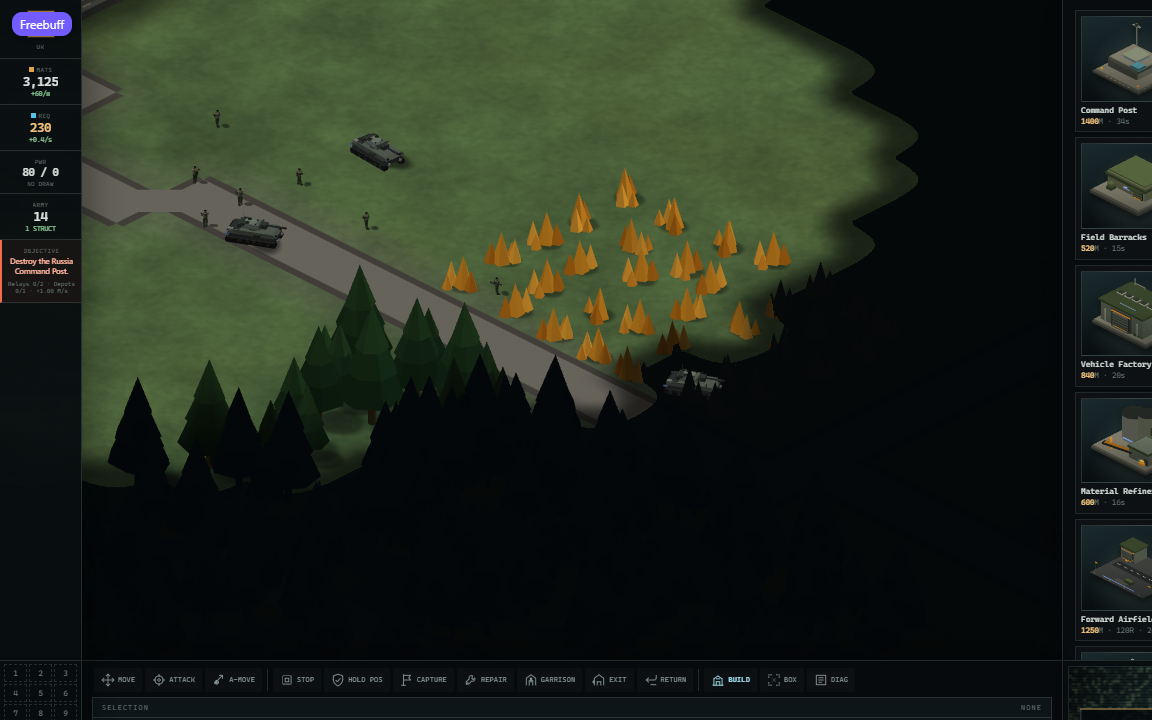 Freebuff
UK
MATS
3,125
+60/m
REQ
230
+0.4/s
PWR
80 / 0
NO DRAW
ARMY
14
1 STRUCT
OBJECTIVE
Destroy the Russia
Command Post.
Relays 0/2 · Depots
0/1 · +1.00 M/s
1 2 3
4 5 6
7 8 9
MOVE
ATTACK
A-MOVE
STOP
HOLD POS
CAPTURE
REPAIR
GARRISON
EXIT
RETURN
BUILD
BOX
DIAG
SELECTION
NONE
Command Post
1400M · 34s
Field Barracks
520M · 15s
Vehicle Factory
840M · 20s
Material Refine
600M · 16s
Forward Airfiel
1250M · 120R · 2